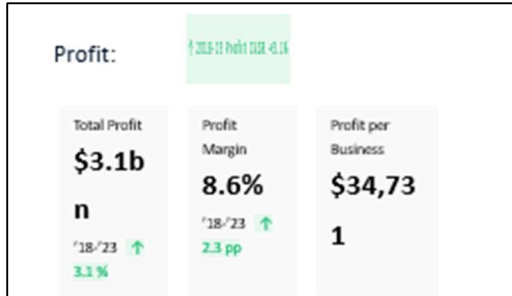 Profit:
Total Profit
$3.1b
n
'18-'23 ↑
3.1 %
Profit
Margin
8.6%
'18-'23 ↑
2.3 pp
Profit per
Business
$34,73
1